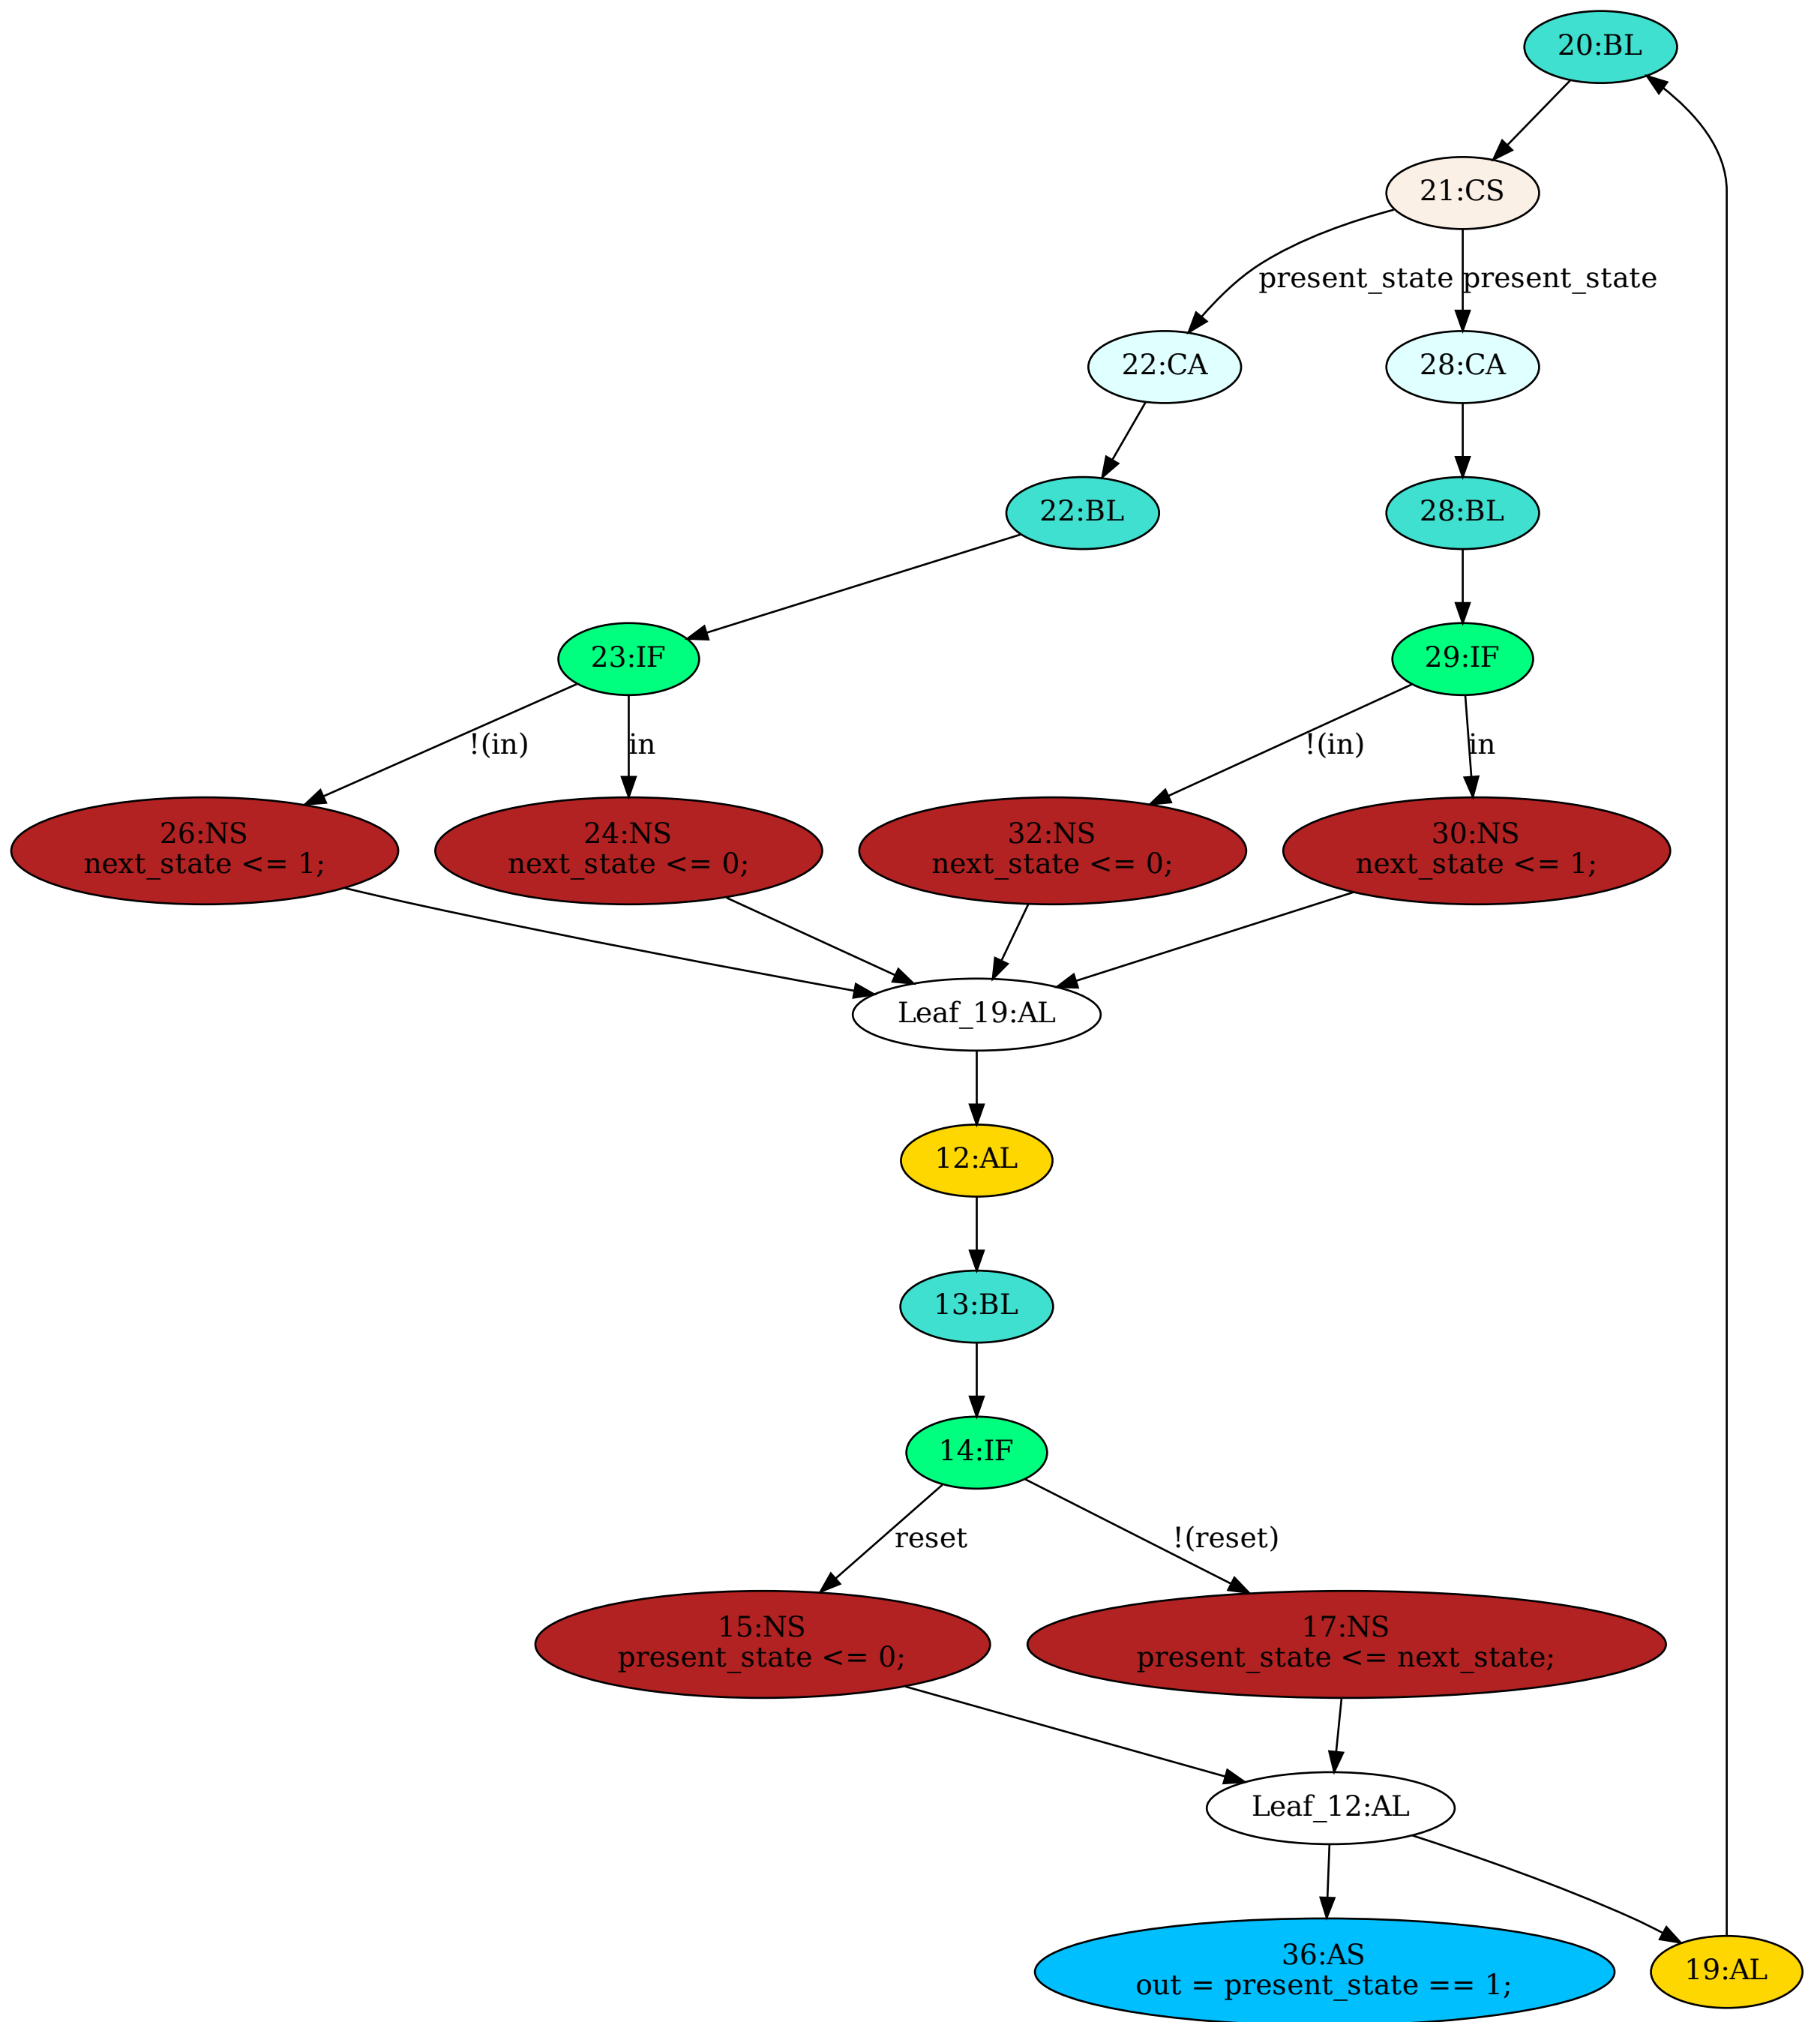 20:BL
21:CS
present_state
present_state
22:CA
28:CA
22:BL
28:BL
23:IF
29:IF
!(in)
in
!(in)
in
26:NS
next_state <= 1;
24:NS
next_state <= 0;
32:NS
next_state <= 0;
30:NS
next_state <= 1;
Leaf_19:AL
12:AL
13:BL
14:IF
reset
!(reset)
15:NS
present_state <= 0;
17:NS
present_state <= next_state;
Leaf_12:AL
36:AS
out = present_state == 1;
19:AL